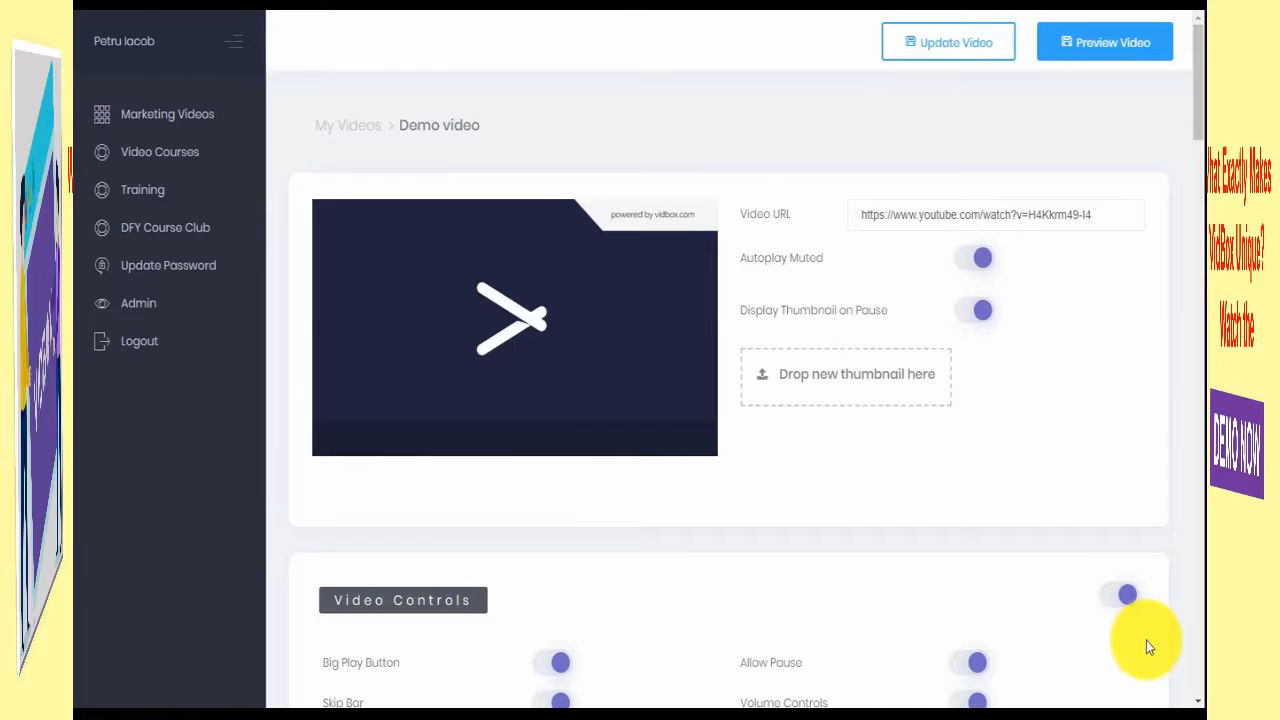 Petru Iacob
Update Video
Preview Video
Marketing Videos
Video Courses
Training
DFY Course Club
Update Password
Admin
Logout
My Videos > Demo video
powered by vidbox.com
Video URL
https://www.youtube.com/watch?v=H4Kkrm49-I4
Autoplay Muted
Display Thumbnail on Pause
Drop new thumbnail here
Video Controls
Big Play Button
Allow Pause
Skip Bar
Volume Controls
What Exactly Makes
VidBox Unique?
Watch the
DEMO NOW